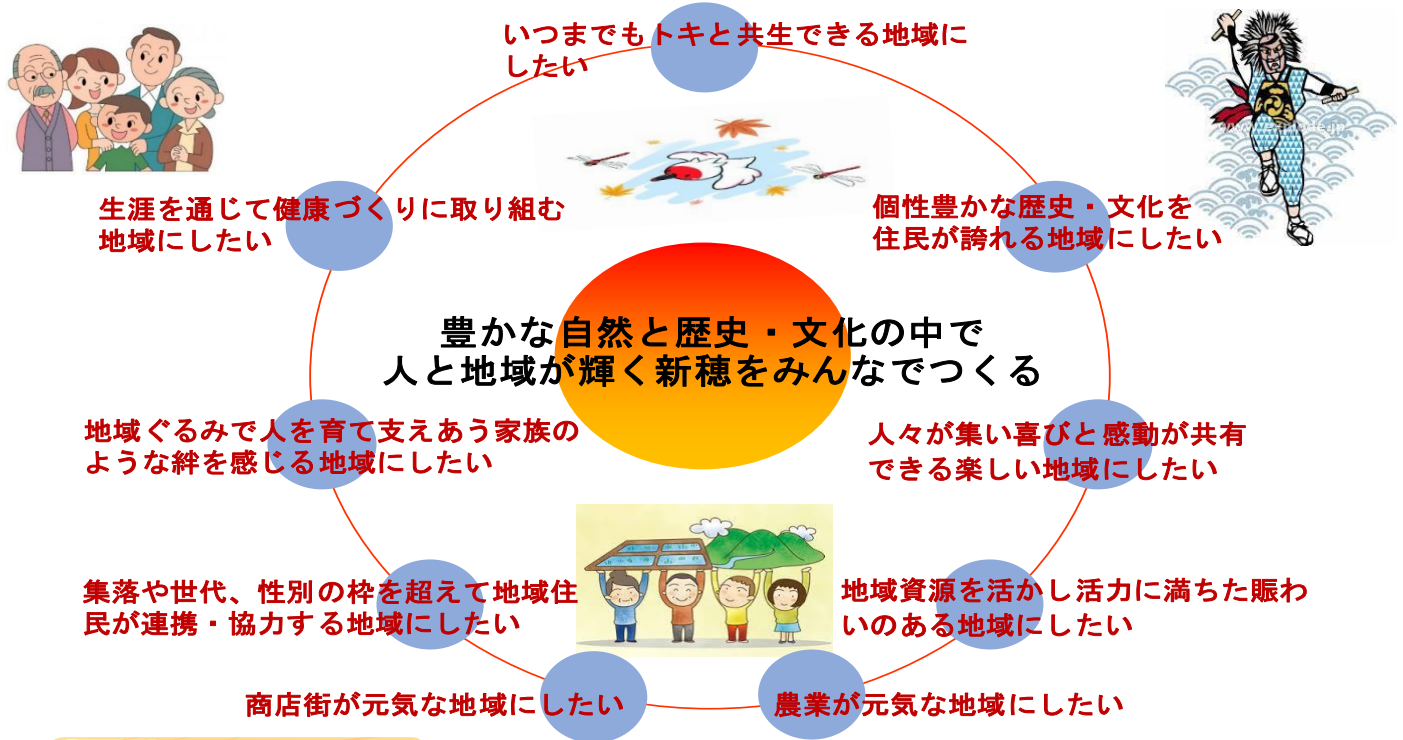 いつまでもトキと共生できる地域に
したい
生涯を通じて健康づくりに取り組む
地域にしたい
個性豊かな歴史・文化を
住民が誇れる地域にしたい
豊かな自然と歴史・文化の中で
人と地域が輝く新穂をみんなでつくる
地域ぐるみで人を育て支えあう家族の
ような絆を感じる地域にしたい
人々が集い喜びと感動が共有
できる楽しい地域にしたい
集落や世代、性別の枠を超えて地域住
民が連携・協力する地域にしたい
地域資源を活かし活力に満ちた賑わ
いのある地域にしたい
商店街が元気な地域にしたい
農業が元気な地域にしたい